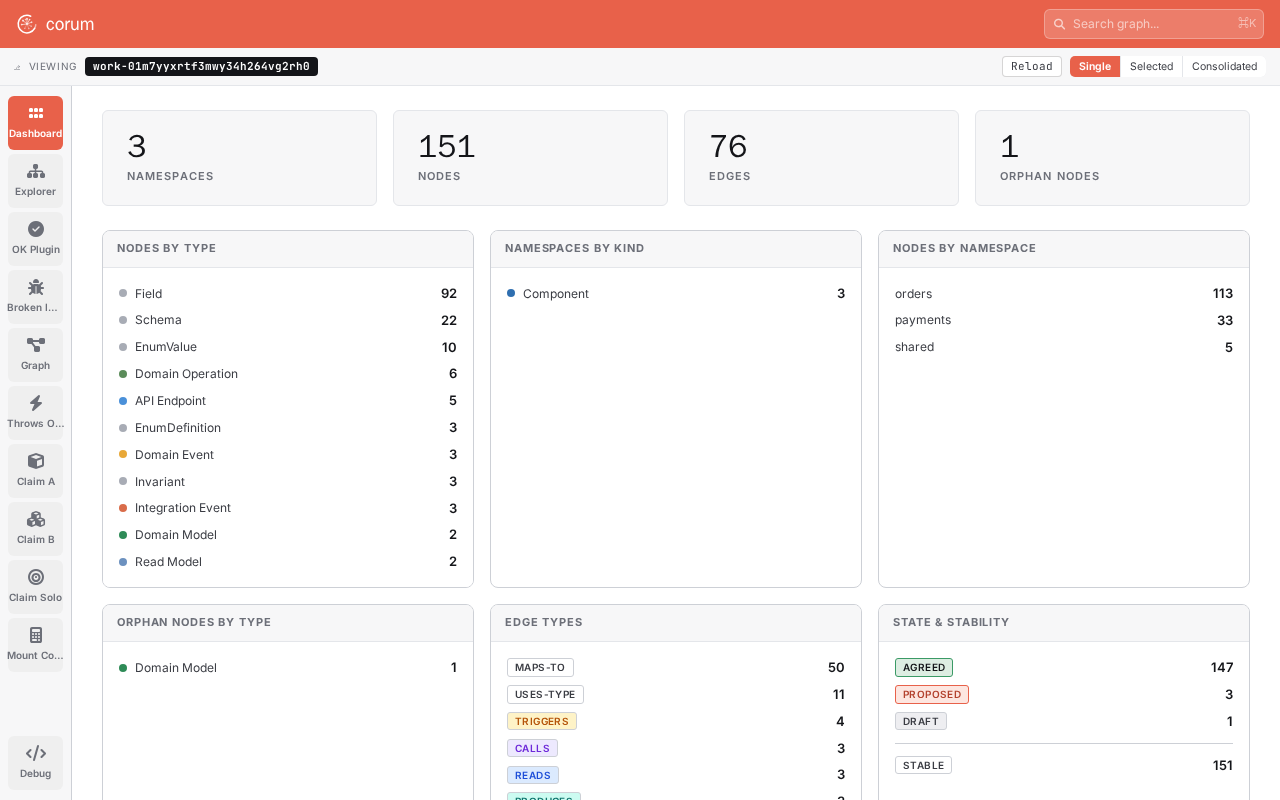 corum
Search graph...
⌘K
VIEWING
work-01m7yyxrtf3mwy34h264vg2rh0
Reload
Single
Selected
Consolidated
Dashboard
Explorer
OK Plugin
Broken I...
Graph
Throws O...
Claim A
Claim B
Claim Solo
Mount Co...
Debug
3
NAMESPACES
151
NODES
76
EDGES
1
ORPHAN NODES
NODES BY TYPE
Field 92
Schema 22
EnumValue 10
Domain Operation 6
API Endpoint 5
EnumDefinition 3
Domain Event 3
Invariant 3
Integration Event 3
Domain Model 2
Read Model 2
NAMESPACES BY KIND
Component 3
NODES BY NAMESPACE
orders 113
payments 33
shared 5
ORPHAN NODES BY TYPE
Domain Model 1
EDGE TYPES
MAPS-TO 50
USES-TYPE 11
TRIGGERS 4
CALLS 3
READS 3
PRODUCES
STATE & STABILITY
AGREED 147
PROPOSED 3
DRAFT 1
STABLE 151